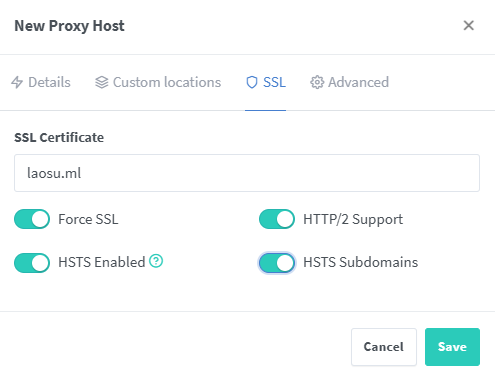 New Proxy Host
Details Custom locations SSL Advanced
SSL Certificate
laosu.ml
Force SSL HTTP/2 Support
HSTS Enabled ? HSTS Subdomains
Cancel Save